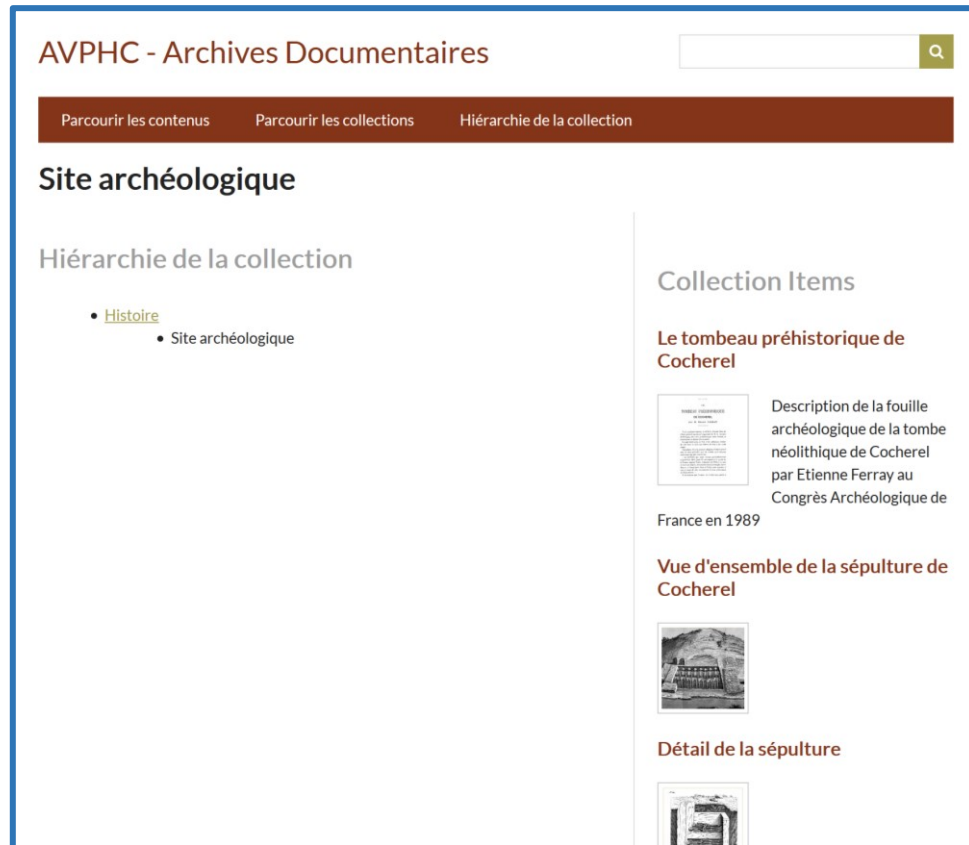 AVPHC - Archives Documentaires
Parcourir les contenus Parcourir les collections Hiérarchie de la collection
Site archéologique
Hiérarchie de la collection
Histoire
Site archéologique
Collection Items
Le tombeau préhistorique de
Cocherel
Description de la fouille
archéologique de la tombe
néolithique de Cocherel
par Etienne Ferray au
Congrès Archéologique de
France en 1989
Vue d'ensemble de la sépulture de
Cocherel
Détail de la sépulture